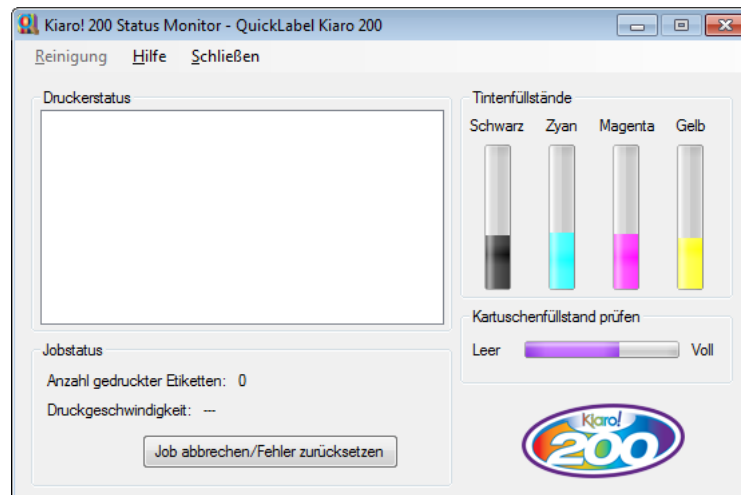 Kiaro! 200 Status Monitor - QuickLabel Kiaro 200
Reinigung Hilfe Schließen
Druckerstatus
Tintenfüllstände
Schwarz Zyan Magenta Gelb
Kartuschenfüllstand prüfen
Leer Voll
Jobstatus
Anzahl gedruckter Etiketten: 0
Druckgeschwindigkeit: ---
Job abbrechen/Fehler zurücksetzen
Kiaro!
200